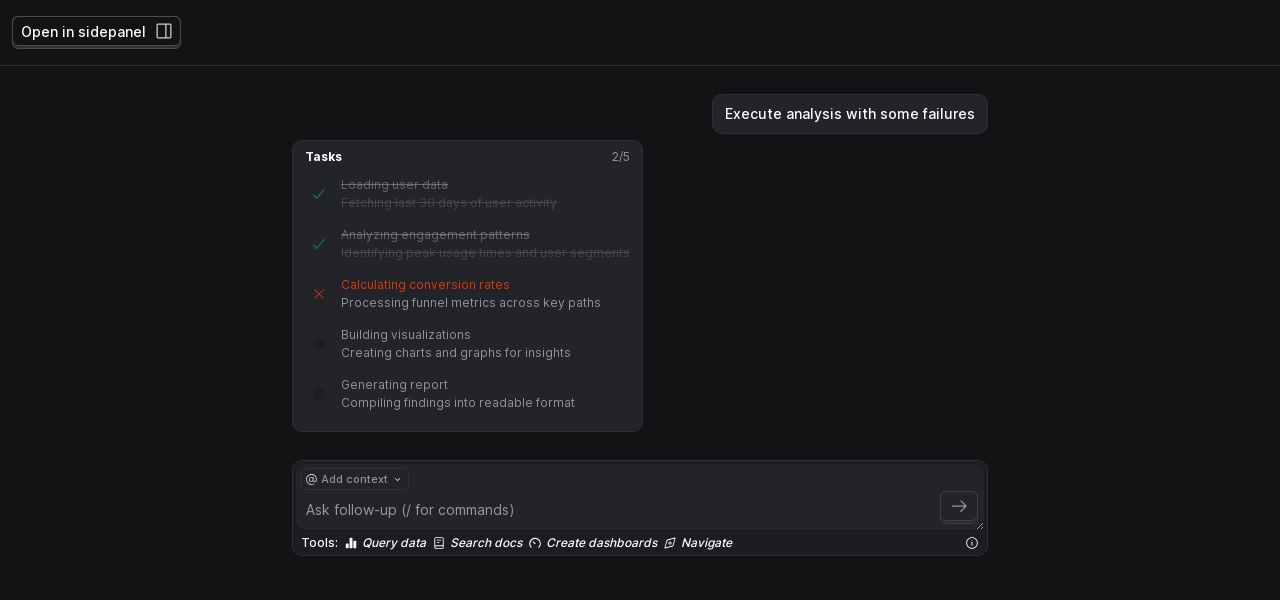 Open in sidepanel
Execute analysis with some failures
Tasks 2/5
Loading user data
Fetching last 30 days of user activity
Analyzing engagement patterns
Identifying peak usage times and user segments
Calculating conversion rates
Processing funnel metrics across key paths
Building visualizations
Creating charts and graphs for insights
Generating report
Compiling findings into readable format
@ Add context
Ask follow-up (/ for commands)
Tools: Query data Search docs Create dashboards Navigate